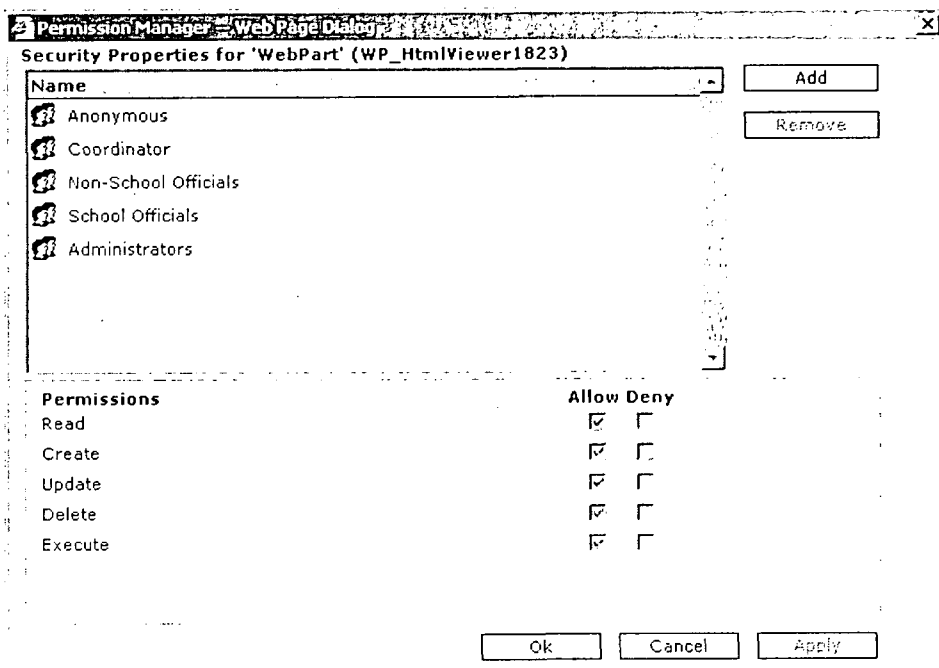 Permission Manager -- Web Page Dialog
Security Properties for 'WebPart' (WP_HtmlViewer1823)
Name
Add
Anonymous
Remove
Coordinator
Non-School Officials
School Officials
Administrators
Permissions Allow Deny
Read
Create
Update
Delete
Execute
Ok Cancel Apply